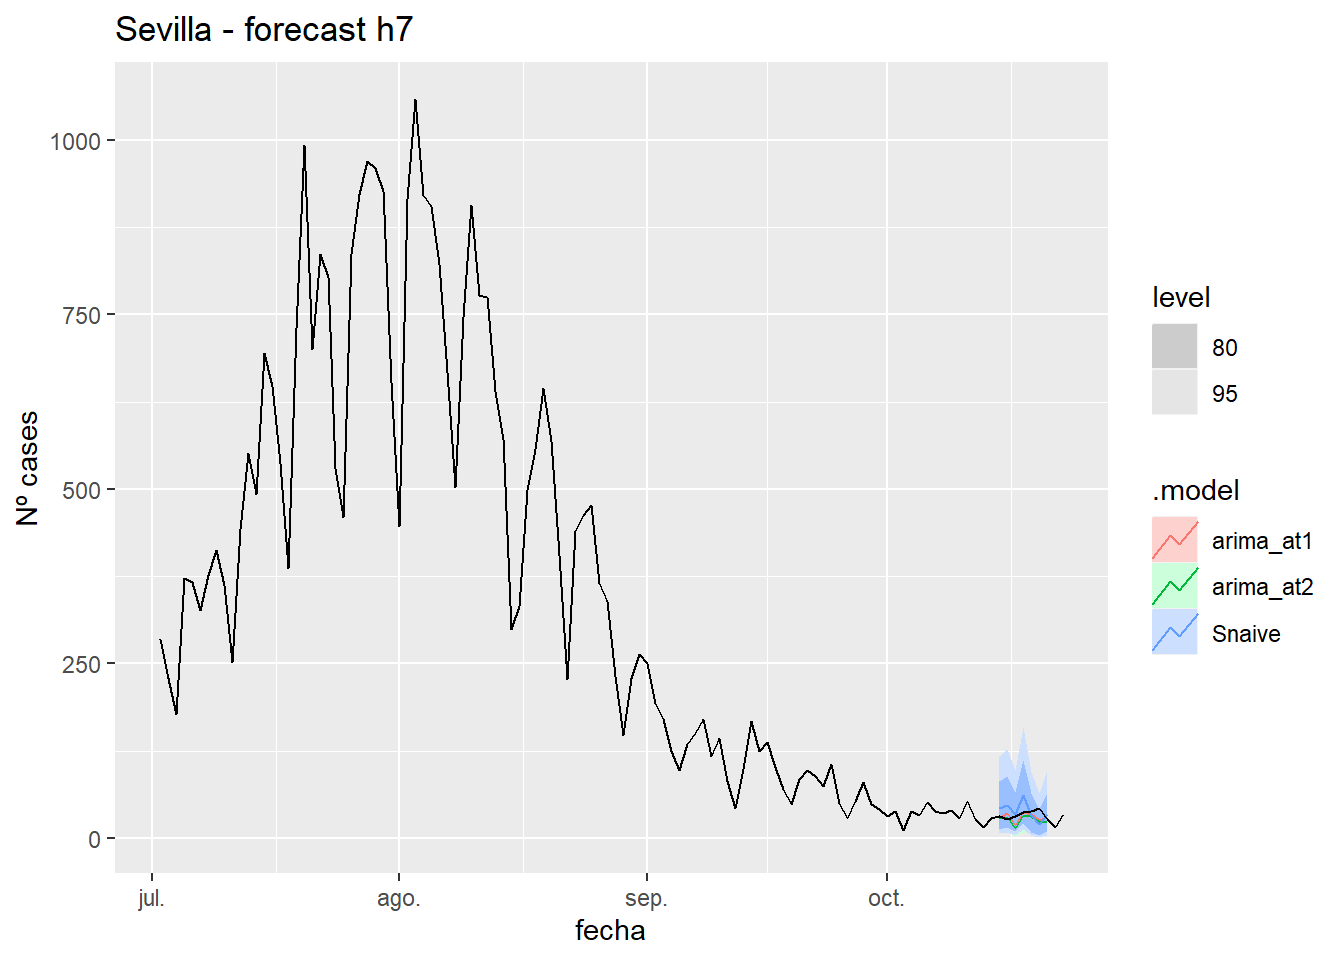 Sevilla - forecast h7
Nº cases
1000
750
500
250
0
jul.
ago.
sep.
oct.
fecha
level
80
95
.model
arima_at1
arima_at2
Snaive